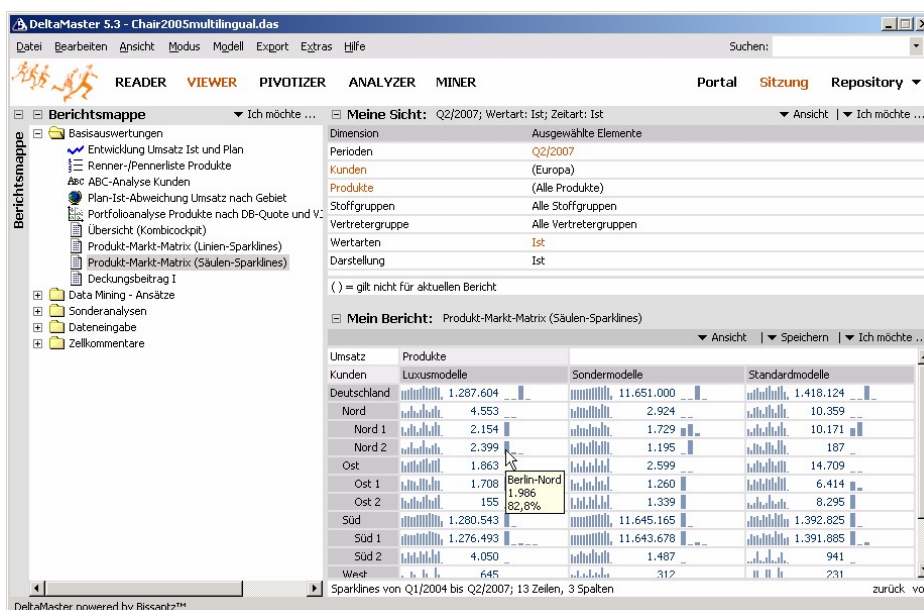 DeltaMaster 5.3 - Chair2005multilingual.das
Datei Bearbeiten Ansicht Modus Modell Export Extras Hilfe Suchen:
READER VIEWER PIVOTIZER ANALYZER MINER Portal Sitzung Repository
Berichtsmappe Ich möchte ...
Berichtsmappe
Basisauswertungen
Entwicklung Umsatz Ist und Plan
Renner-/Pennerliste Produkte
ABC ABC-Analyse Kunden
Plan-Ist-Abweichung Umsatz nach Gebiet
Portfolioanalyse Produkte nach DB-Quote und
Übersicht (Kombicockpit)
Produkt-Markt-Matrix (Linien-Sparklines)
Produkt-Markt-Matrix (Säulen-Sparklines)
Deckungsbeitrag I
Data Mining - Ansätze
Sonderanalysen
Dateneingabe
Zellkommentare
Meine Sicht: Q2/2007; Wertart: Ist; Zeitart: Ist Ansicht | Ich möchte ...
Dimension Ausgewählte Elemente
Perioden Q2/2007
Kunden (Europa)
Produkte (Alle Produkte)
Stoffgruppen Alle Stoffgruppen
Vertretergruppe Alle Vertretergruppen
Wertarten Ist
Darstellung Ist
( ) = gilt nicht für aktuellen Bericht
Mein Bericht: Produkt-Markt-Matrix (Säulen-Sparklines)
Ansicht | Speichern | Ich möchte ..
Umsatz Produkte
Kunden Luxusmodelle Sondermodelle Standardmodelle
Deutschland 1.287.604 11.651.000 1.418.124
Nord 4.553 2.924 10.359
Nord 1 2.154 1.729 10.171
Nord 2 2.399 1.195 187
Ost 1.863 2.599 14.709
Ost 1 1.708 1.260 6.414
Ost 2 155 1.339 8.295
Süd 1.280.543 11.645.165 1.392.825
Süd 1 1.276.493 11.643.678 1.391.885
Süd 2 4.050 1.487 941
West 645 312 231
Berlin-Nord
1.986
82,8%
Sparklines von Q1/2004 bis Q2/2007; 13 Zeilen, 3 Spalten zurück vo
DeltaMaster powered by Bissantz™